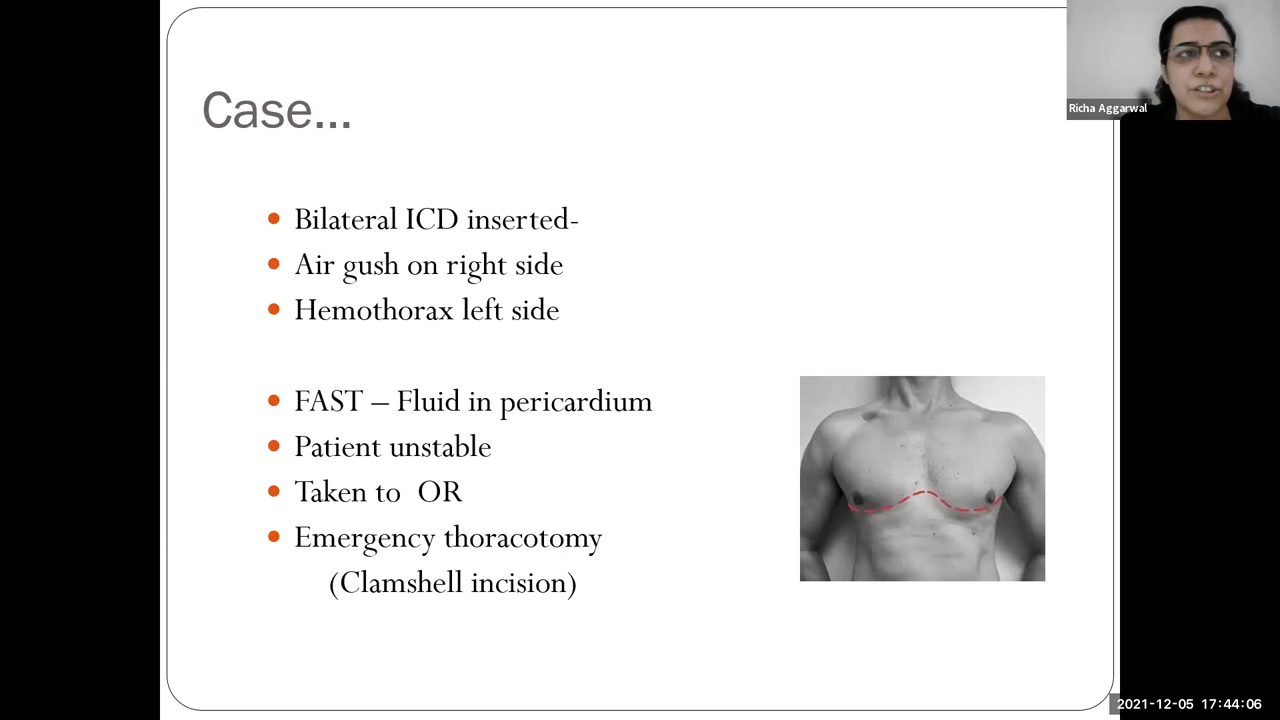 Case...
Richa Aggarwal
Bilateral ICD inserted-
Air gush on right side
Hemothorax left side
FAST – Fluid in pericardium
Patient unstable
Taken to  OR
Emergency thoracotomy
(Clamshell incision)
2021-12-05 17:44:06